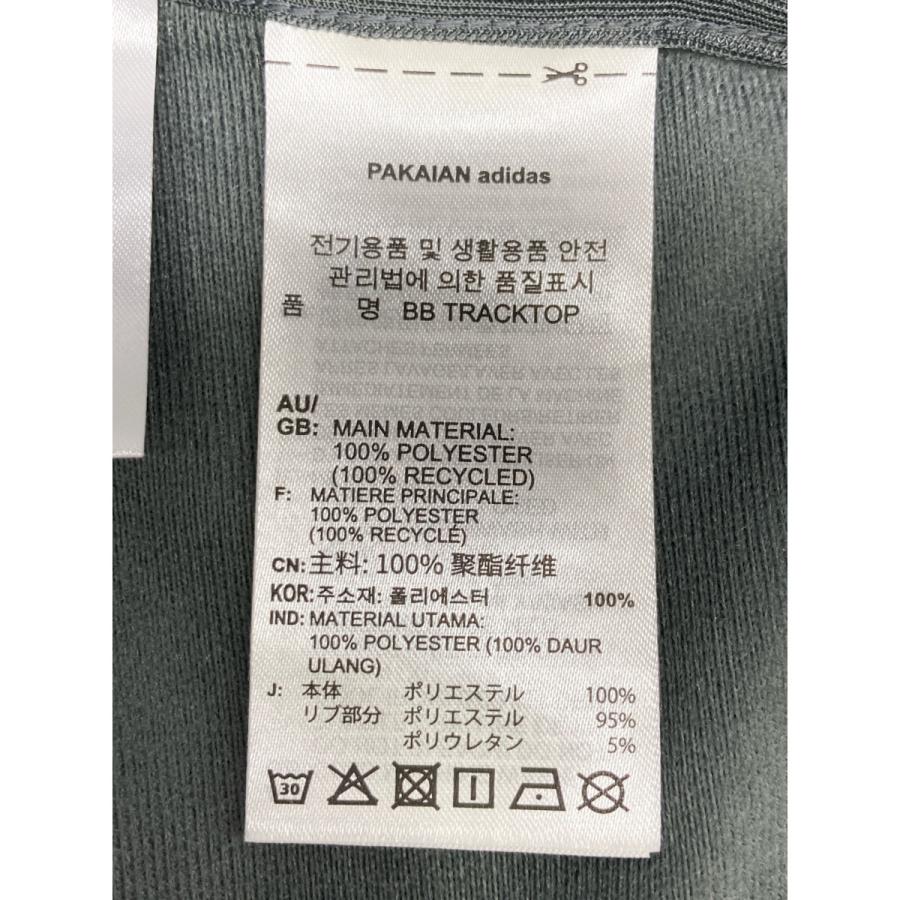 PAKAIAN adidas
전기용품 및 생활용품 안전
관리법에 의한 품질표시
품 명 BB TRACKTOP
AU/
GB: MAIN MATERIAL:
100% POLYESTER
(100% RECYCLED)
F: MATIERE PRINCIPALE:
100% POLYESTER
(100% RECYCLÉ)
CN: 主料: 100% 聚酯纤维
KOR: 주소재: 폴리에스터 100%
IND: MATERIAL UTAMA:
100% POLYESTER (100% DAUR
ULANG)
J: 本体 ポリエステル 100%
リブ部分 ポリエステル 95%
ポリウレタン 5%
30